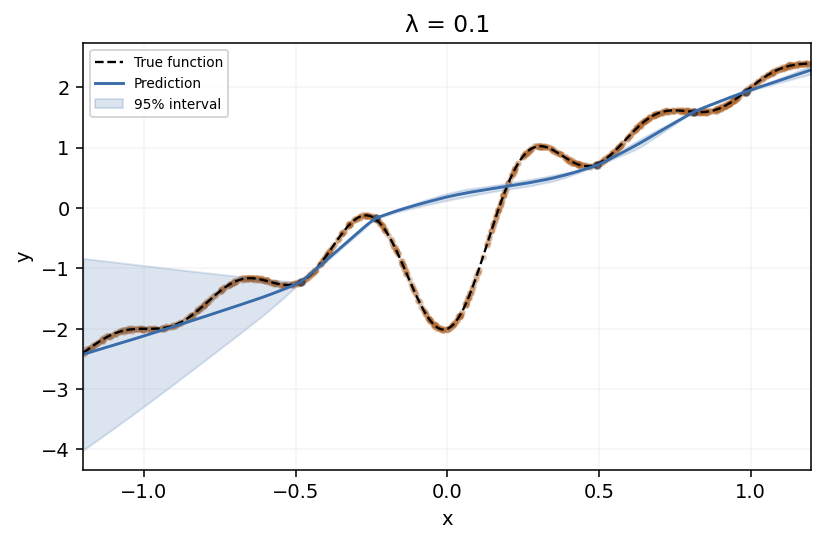 λ = 0.1
True function
Prediction
95% interval
y
2
1
0
−1
−2
−3
−4
−1.0 −0.5 0.0 0.5 1.0
x